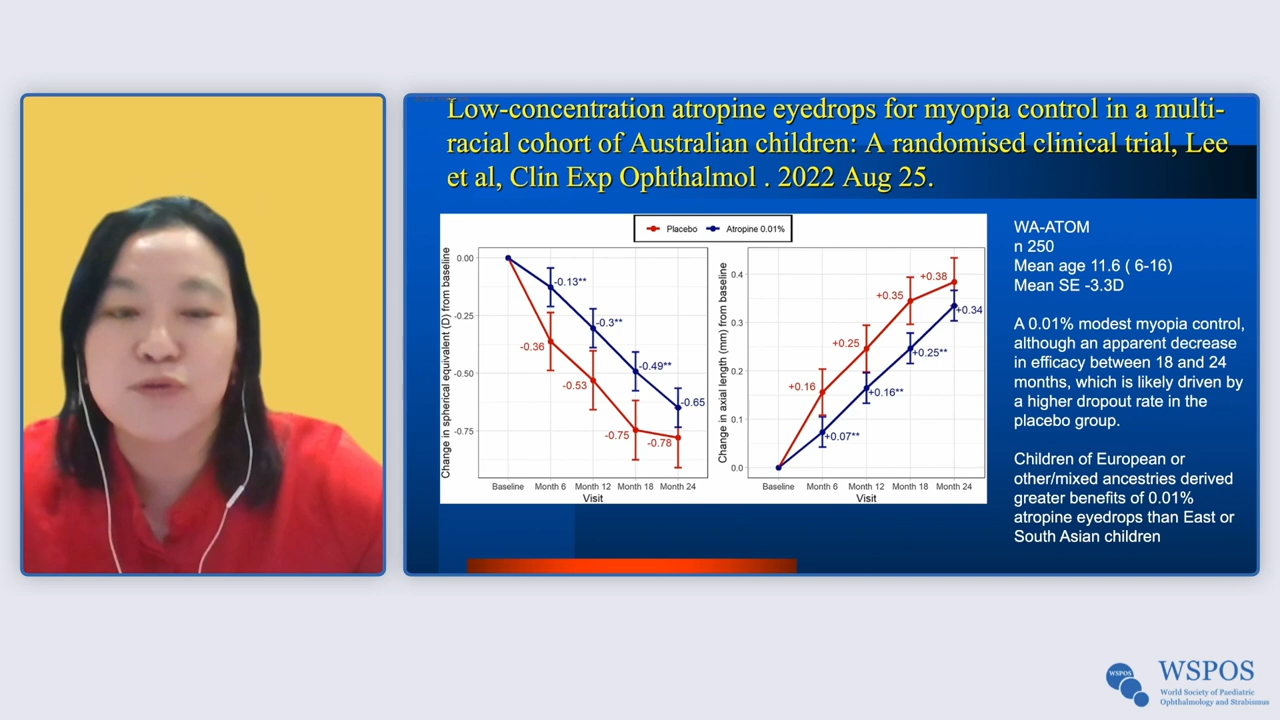 Low-concentration atropine eyedrops for myopia control in a multi-
racial cohort of Australian children: A randomised clinical trial, Lee
et al, Clin Exp Ophthalmol . 2022 Aug 25.
Placebo
Atropine 0.01%
Change in spherical equivalent (D) from baseline
0.00
-0.25
-0.50
-0.75
-0.13**
-0.3**
-0.49**
-0.65
-0.36
-0.53
-0.75
-0.78
Baseline
Month 6
Month 12
Month 18
Month 24
Visit
Change in axial length (mm) from baseline
0.4
0.3
0.2
0.1
0.0
+0.16
+0.25
+0.35
+0.38
+0.07**
+0.16**
+0.25**
+0.34
Baseline
Month 6
Month 12
Month 18
Month 24
Visit
WA-ATOM
n 250
Mean age 11.6 ( 6-16)
Mean SE -3.3D
A 0.01% modest myopia control,
although an apparent decrease
in efficacy between 18 and 24
months, which is likely driven by
a higher dropout rate in the
placebo group.
Children of European or
other/mixed ancestries derived
greater benefits of 0.01%
atropine eyedrops than East or
South Asian children
WSPOS
WSPOS
World Society of Paediatric
Ophthalmology and Strabismus